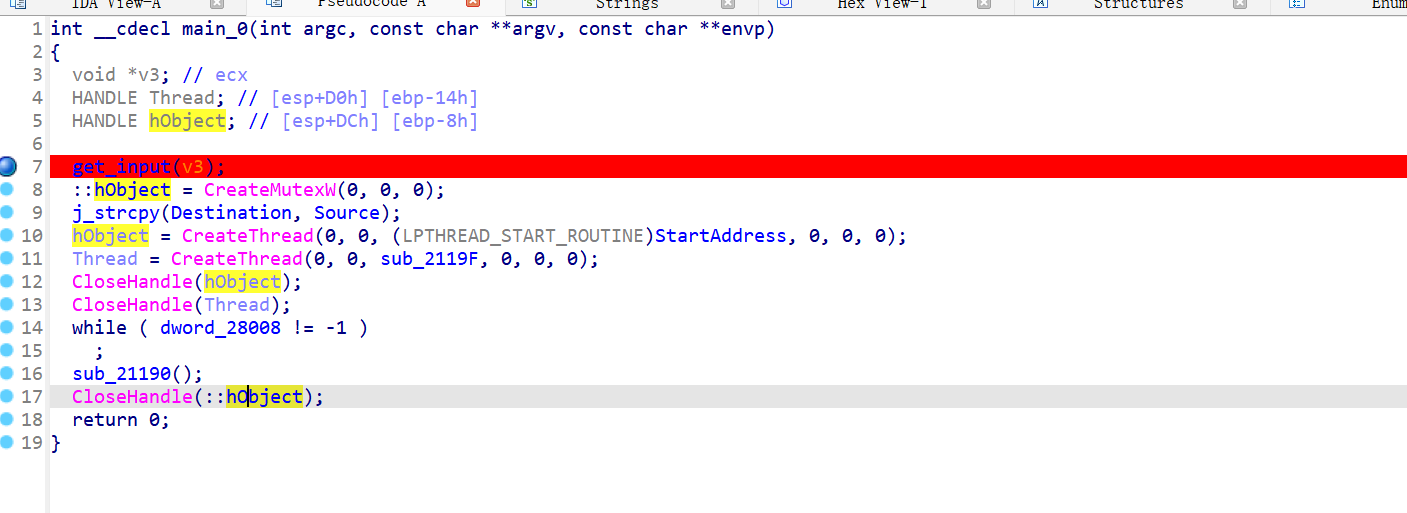 IDA View-A Pseudocode A Strings Hex View-1 Structures Enum
1 int __cdecl main_0(int argc, const char **argv, const char **envp)
2 {
3   void *v3; // ecx
4   HANDLE Thread; // [esp+D0h] [ebp-14h]
5   HANDLE hObject; // [esp+DCh] [ebp-8h]
6
7   get_input(v3);
8   ::hObject = CreateMutexW(0, 0, 0);
9   j_strcpy(Destination, Source);
10   hObject = CreateThread(0, 0, (LPTHREAD_START_ROUTINE)StartAddress, 0, 0, 0);
11   Thread = CreateThread(0, 0, sub_2119F, 0, 0, 0);
12   CloseHandle(hObject);
13   CloseHandle(Thread);
14   while ( dword_28008 != -1 )
15     ;
16   sub_21190();
17   CloseHandle(::hObject);
18   return 0;
19 }